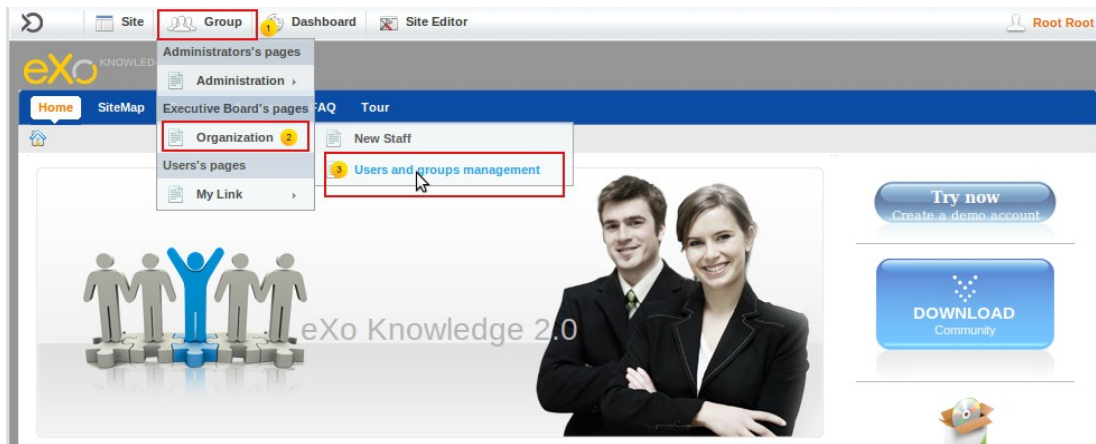 Site Group 1 Dashboard Site Editor Root Root
Administrators's pages
eXo KNOWLED
Administration
Home SiteMap Executive Board's pages FAQ Tour
Organization 2 New Staff
Users's pages 3 Users and groups management
My Link
Try now
Create a demo account
DOWNLOAD
Community
eXo Knowledge 2.0